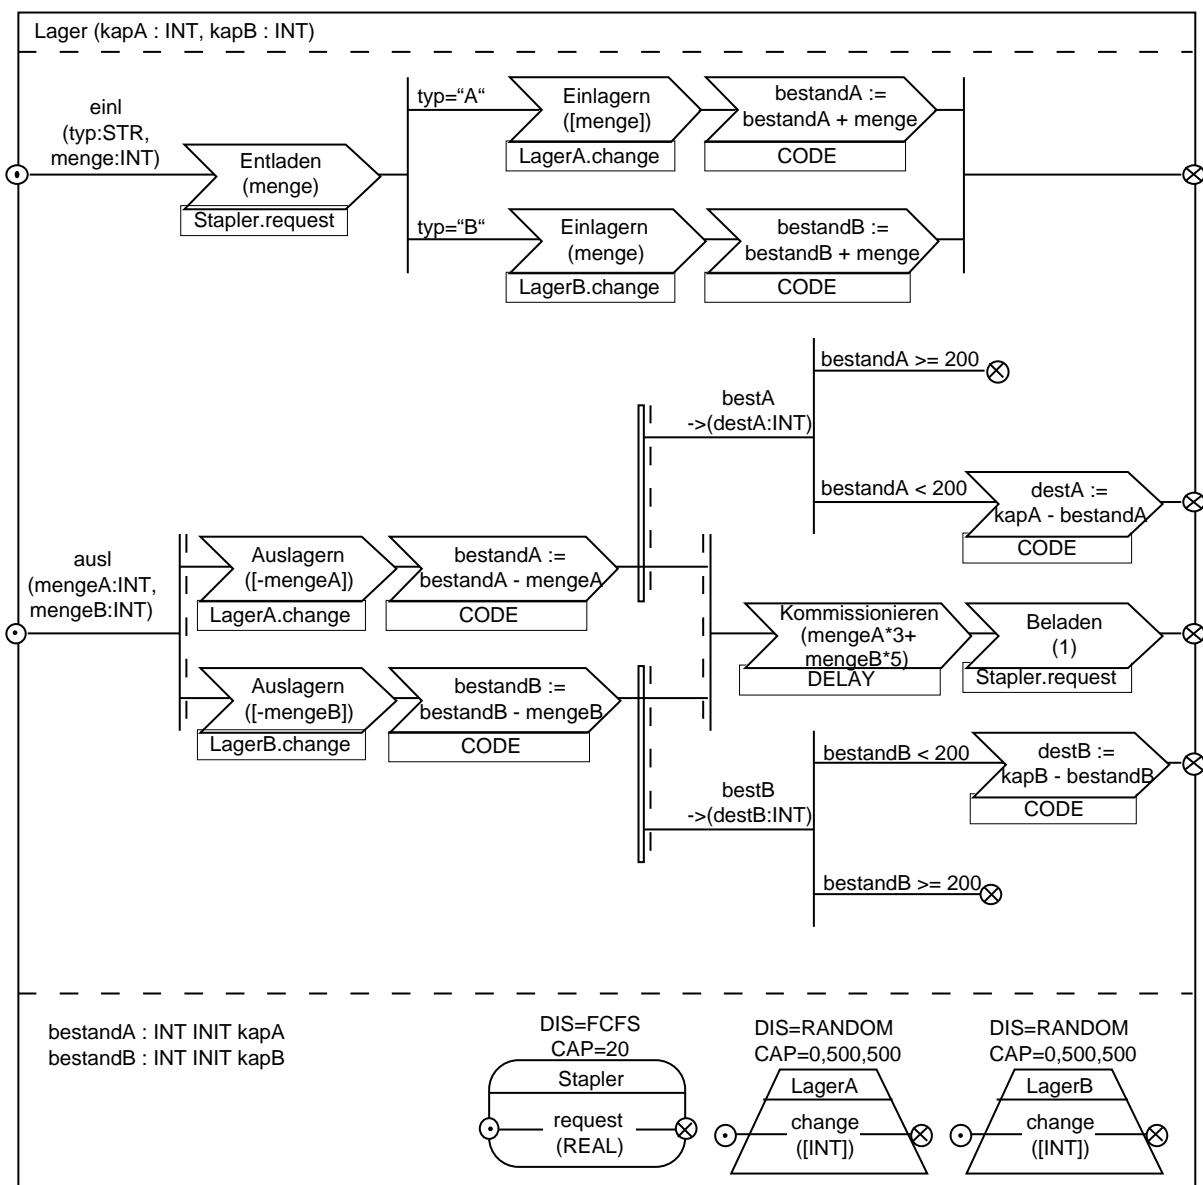 Lager (kapA : INT, kapB : INT)
einl
(typ:STR,
menge:INT)
Entladen
(menge)
Stapler.request
typ="A“
Einlagern
([menge])
LagerA.change
bestandA :=
bestandA + menge
CODE
typ=“B“
Einlagern
(menge)
LagerB.change
bestandB :=
bestandB + menge
CODE
bestA
->(destA:INT)
bestandA >= 200
bestandA < 200
destA :=
kapA - bestandA
CODE
ausl
(mengeA:INT,
mengeB:INT)
Auslagern
([-mengeA])
LagerA.change
bestandA :=
bestandA - mengeA
CODE
Auslagern
([-mengeB])
LagerB.change
bestandB :=
bestandB - mengeB
CODE
Kommissionieren
(mengeA*3+
mengeB*5)
DELAY
Beladen
(1)
Stapler.request
bestB
->(destB:INT)
bestandB < 200
destB :=
kapB - bestandB
CODE
bestandB >= 200
bestandA : INT INIT kapA
bestandB : INT INIT kapB
DIS=FCFS
CAP=20
Stapler
request
(REAL)
DIS=RANDOM
CAP=0,500,500
LagerA
change
([INT])
DIS=RANDOM
CAP=0,500,500
LagerB
change
([INT])